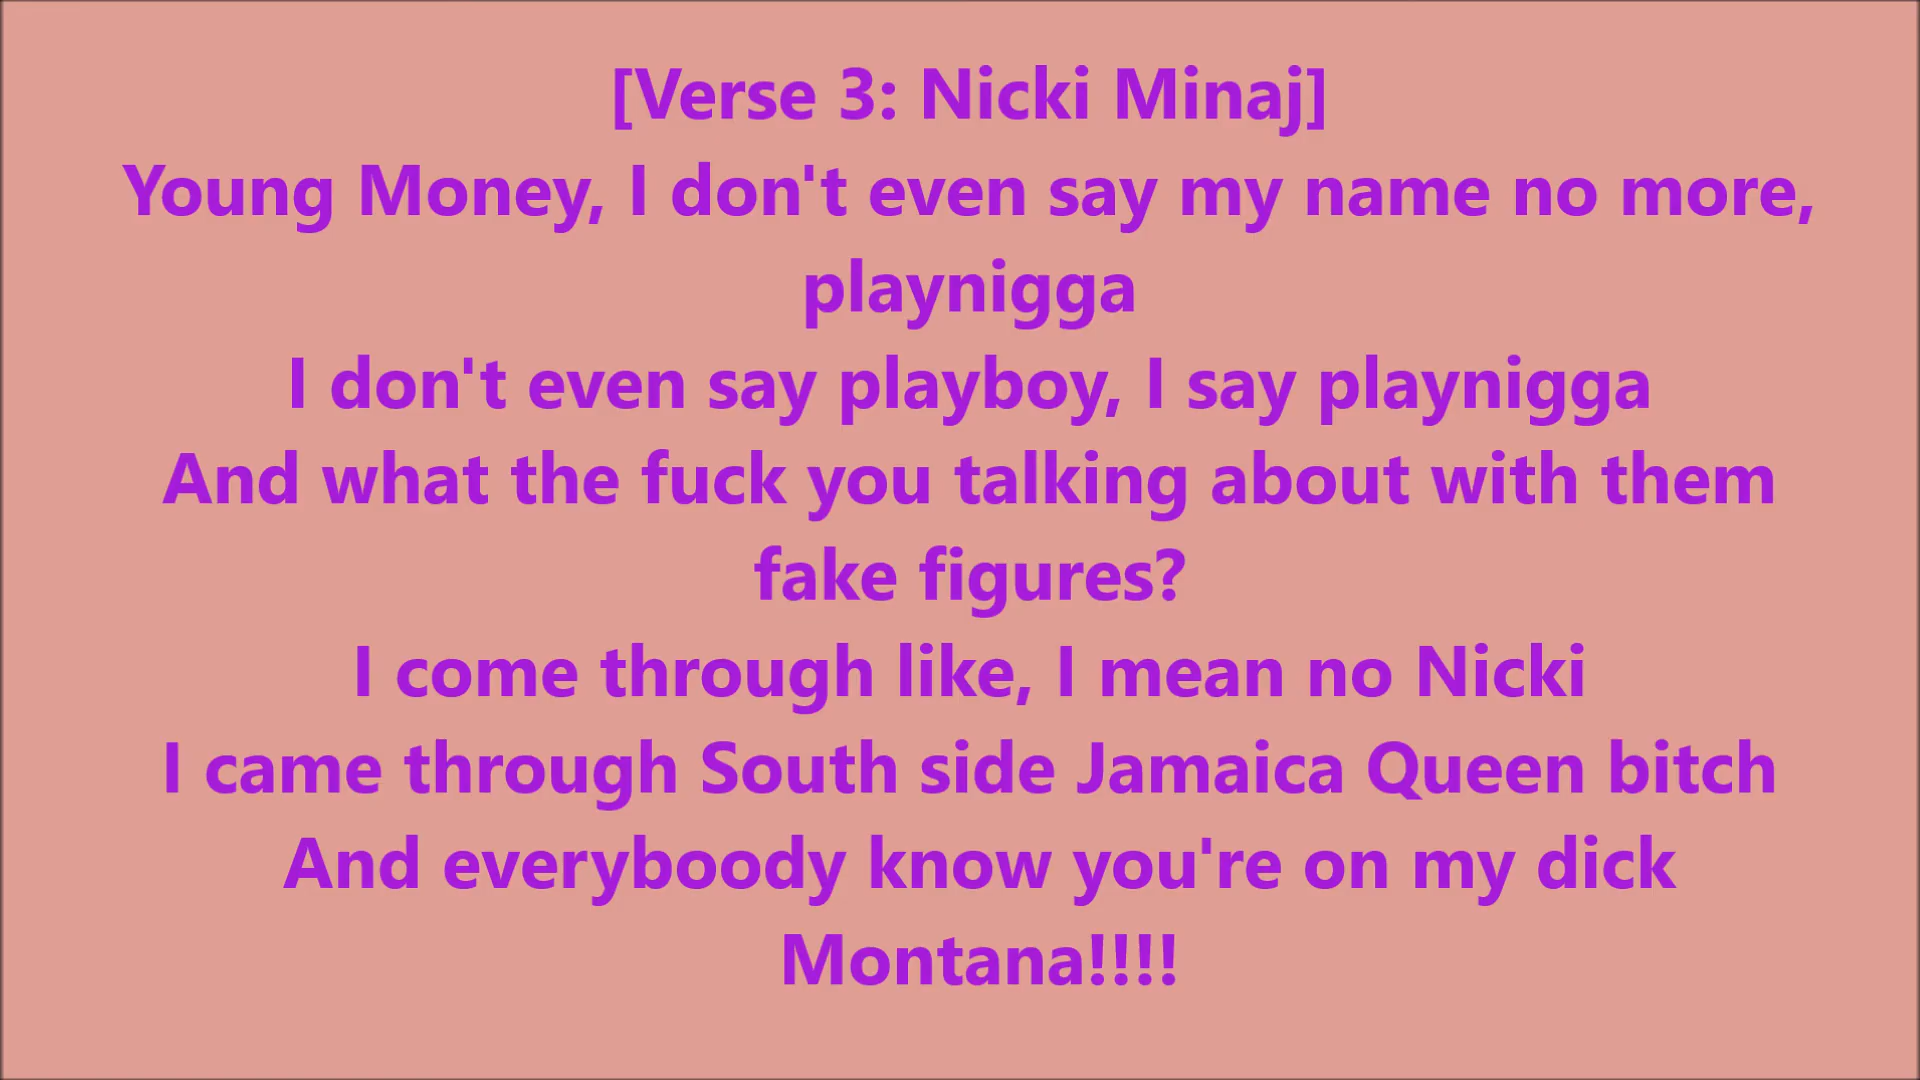 [Verse 3: Nicki Minaj]
Young Money, I don't even say my name no more,
playnigga
I don't even say playboy, I say playnigga
And what the fuck you talking about with them
fake figures?
I come through like, I mean no Nicki
I came through South side Jamaica Queen bitch
And everyboody know you're on my dick
Montana!!!!